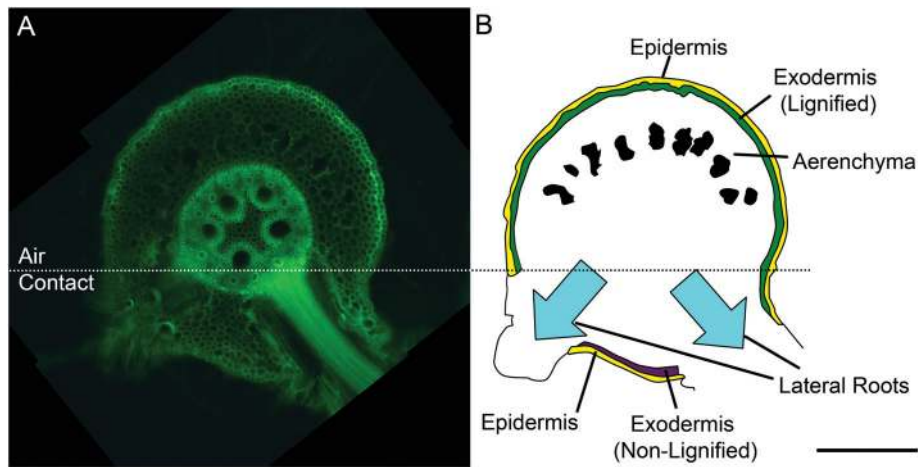 A
B
Epidermis
Exodermis
(Lignified)
Aerenchyma
Air
Contact
Lateral Roots
Epidermis
Exodermis
(Non-Lignified)